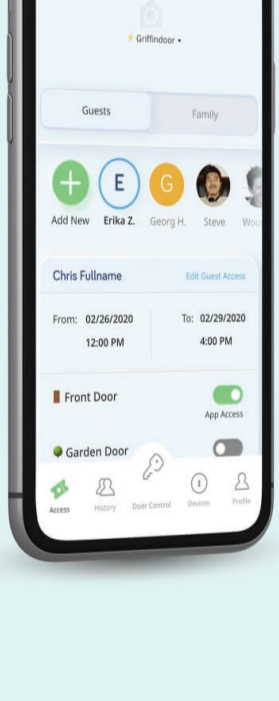 Griffindoor
Guests
Family
E
G
Add New
Erika Z.
Georg H.
Steve
Chris Fullname
Edit Guest Access
From: 02/26/2020
12:00 PM
To: 02/29/2020
4:00 PM
Front Door
App Access
Garden Door
Access
History
Door Control
Devices
Profile